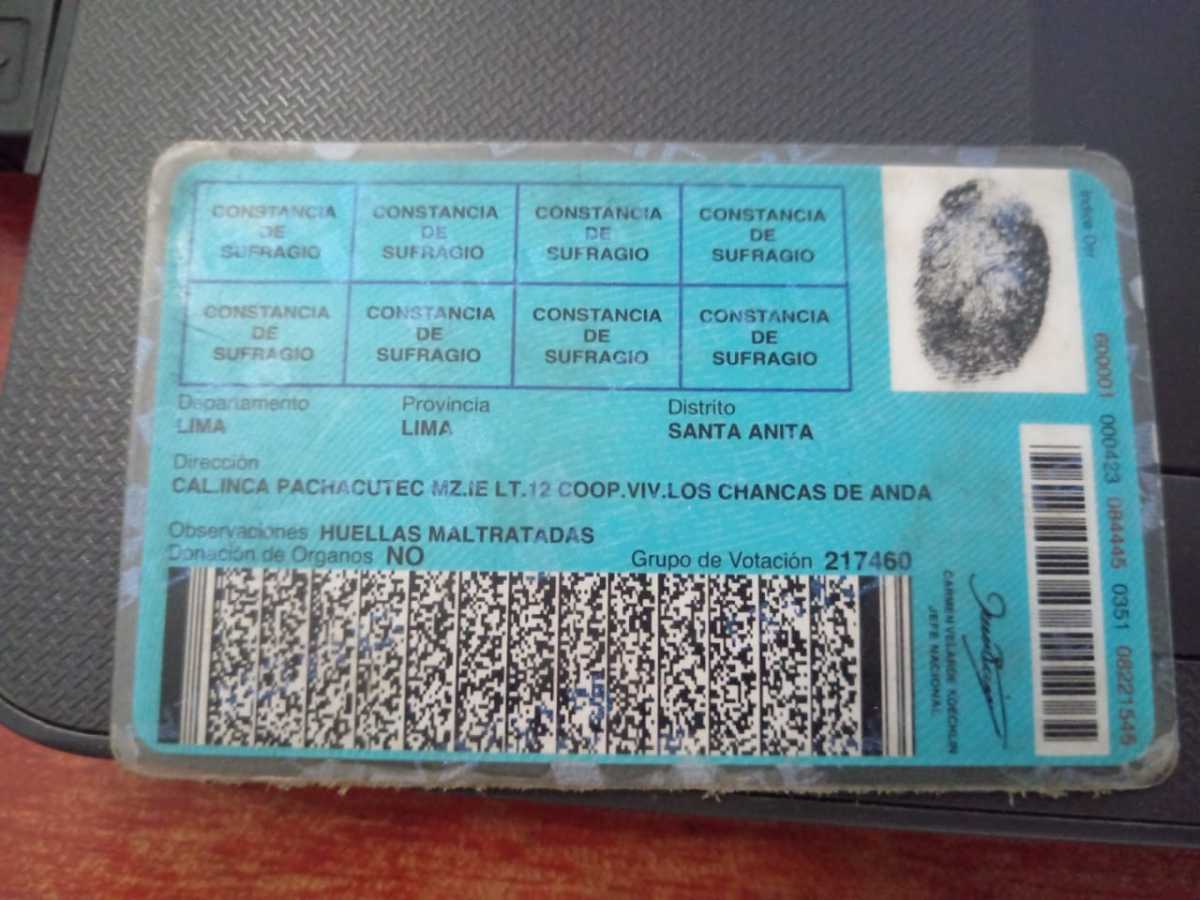 CONSTANCIA DE SUFRAGIO
CONSTANCIA DE SUFRAGIO
CONSTANCIA DE SUFRAGIO
CONSTANCIA DE SUFRAGIO
CONSTANCIA DE SUFRAGIO
CONSTANCIA DE SUFRAGIO
CONSTANCIA DE SUFRAGIO
CONSTANCIA DE SUFRAGIO
Indice Der
Departamento Provincia Distrito
LIMA LIMA SANTA ANITA
Dirección
CAL.INCA PACHACUTEC MZ.IE LT.12 COOP.VIV.LOS CHANCAS DE ANDA
Observaciones HUELLAS MALTRATADAS
Donación de Organos NO Grupo de Votación 217460
CARMEN VELARDE KOECHLIN
JEFE NACIONAL
600001 000423 084445 0351 08221546